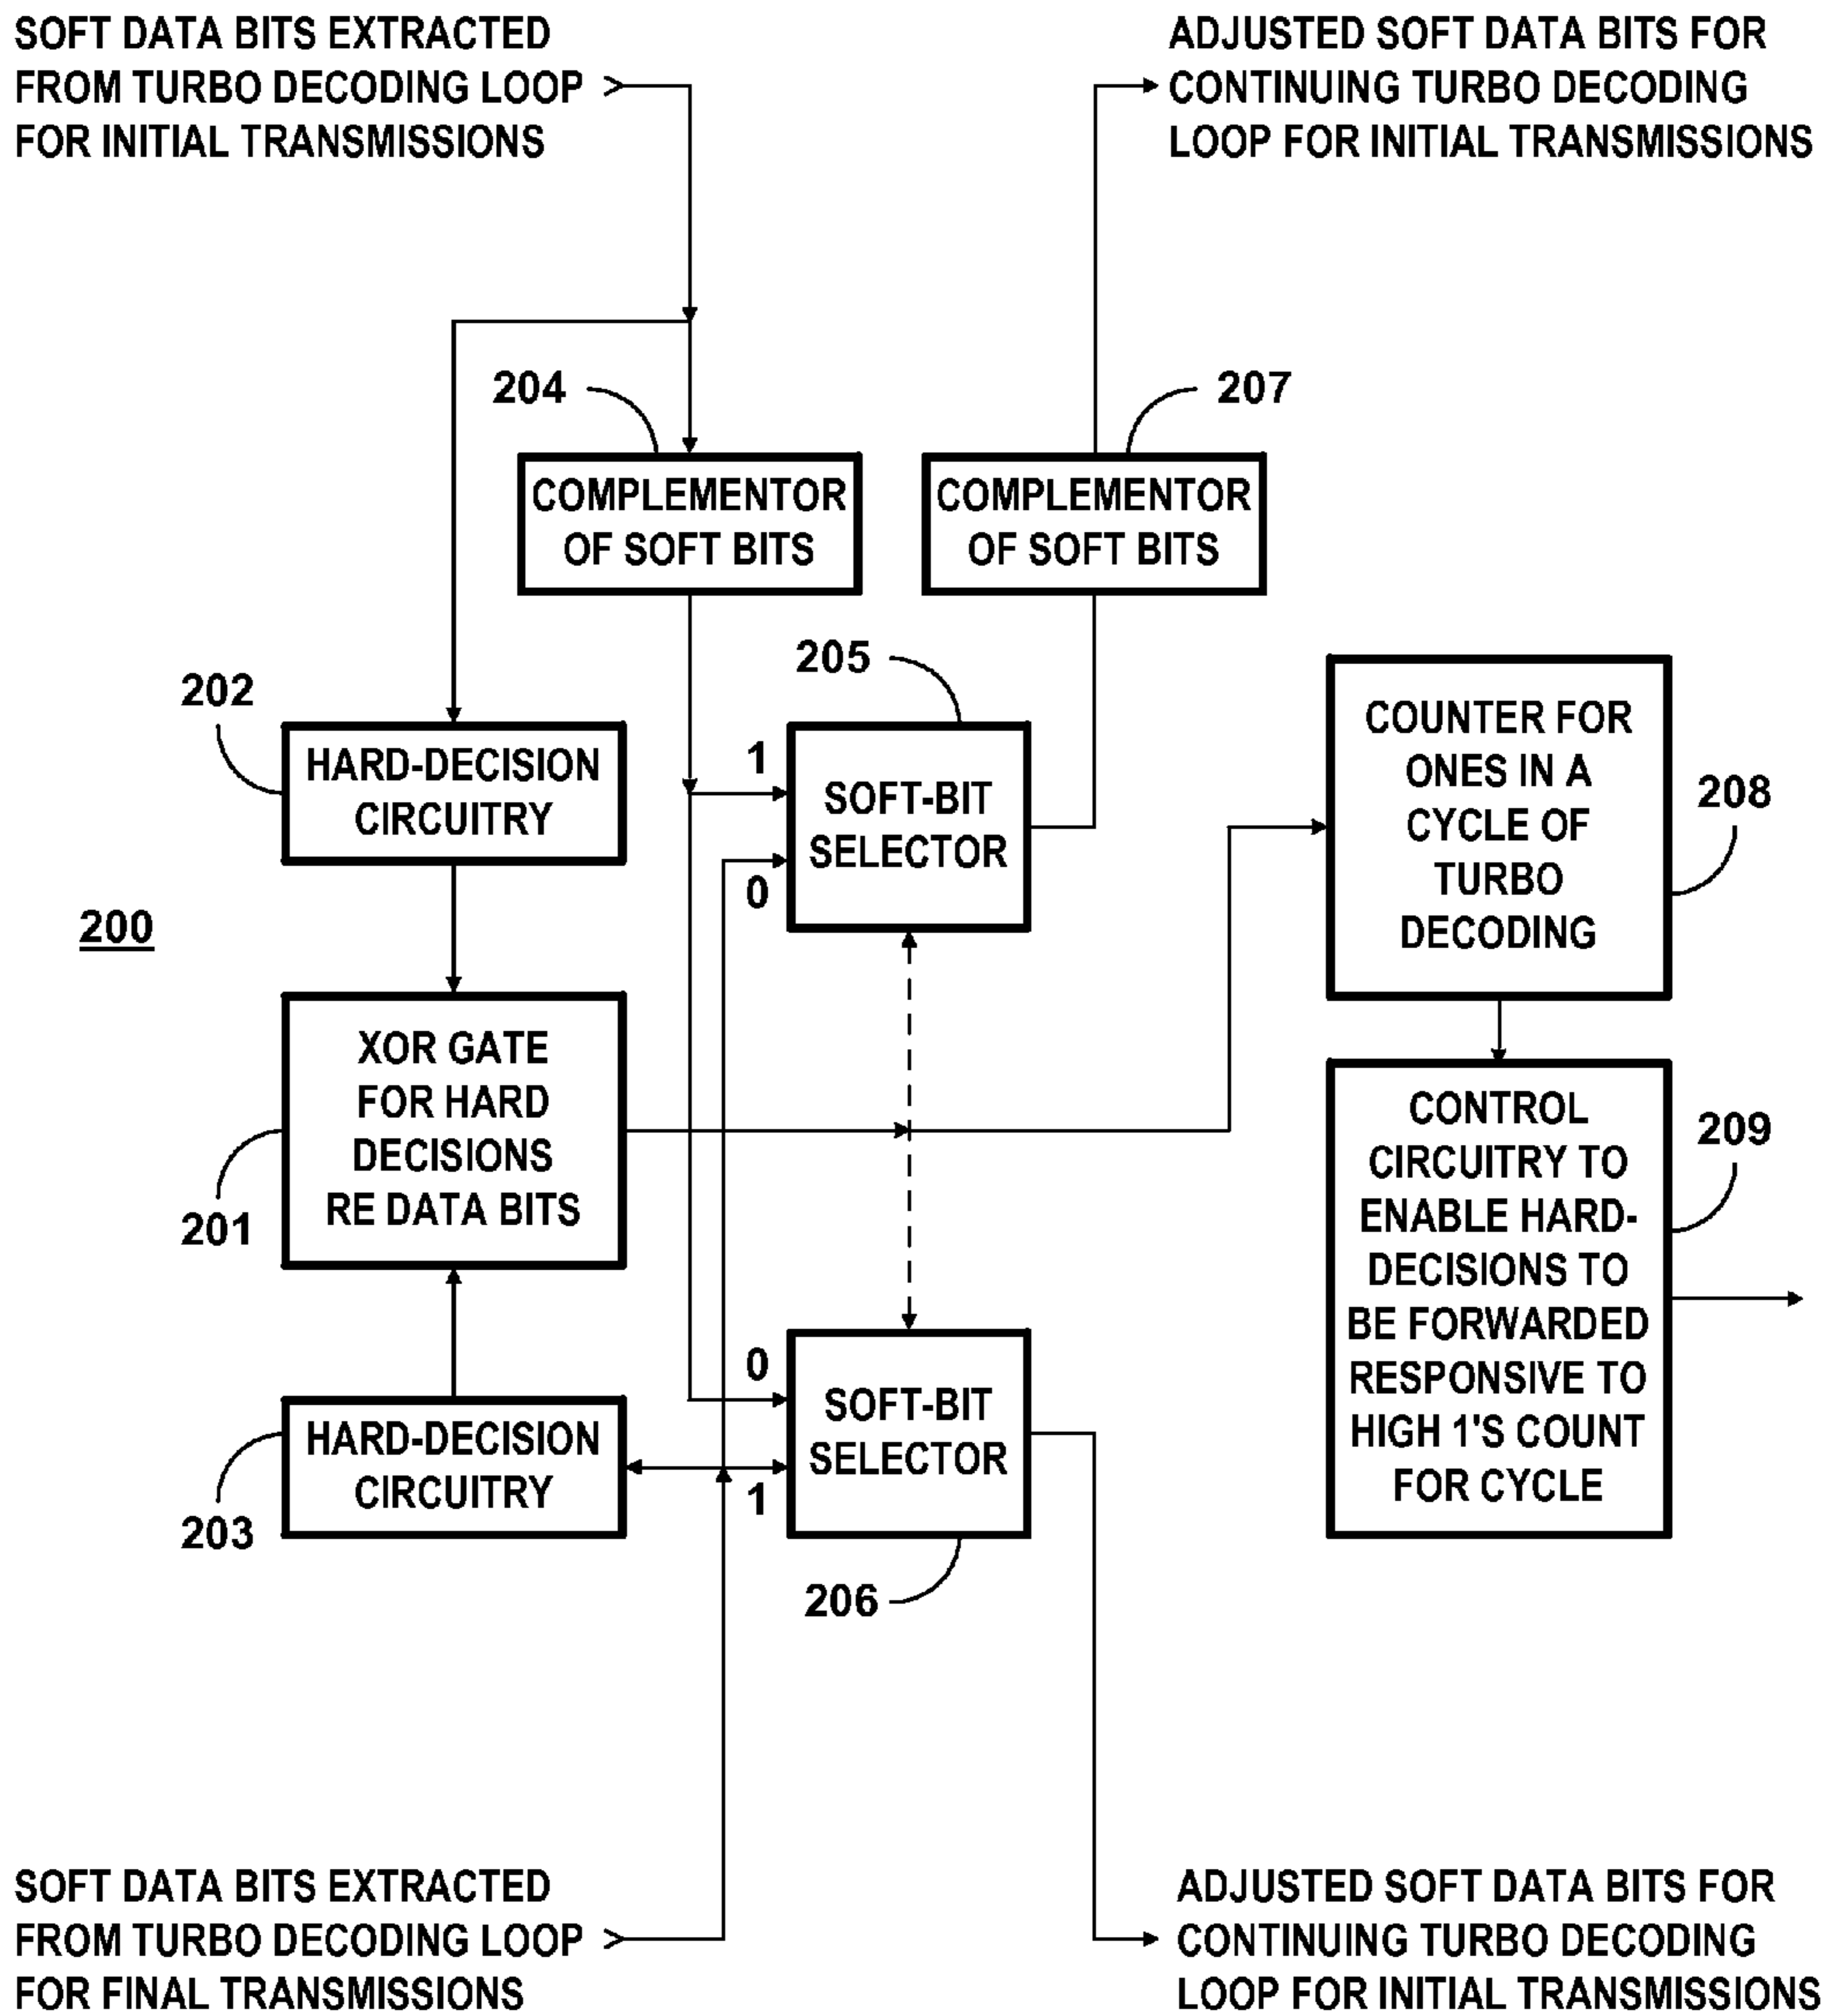 SOFT DATA BITS EXTRACTED
FROM TURBO DECODING LOOP
FOR INITIAL TRANSMISSIONS
ADJUSTED SOFT DATA BITS FOR
CONTINUING TURBO DECODING
LOOP FOR INITIAL TRANSMISSIONS
204
207
COMPLEMENTOR
OF SOFT BITS
COMPLEMENTOR
OF SOFT BITS
205
202
HARD-DECISION
CIRCUITRY
1
0
SOFT-BIT
SELECTOR
COUNTER FOR
ONES IN A
CYCLE OF
TURBO
DECODING
208
200
XOR GATE
FOR HARD
DECISIONS
RE DATA BITS
201
CONTROL
CIRCUITRY TO
ENABLE HARD-
DECISIONS TO
BE FORWARDED
RESPONSIVE TO
HIGH 1'S COUNT
FOR CYCLE
209
HARD-DECISION
CIRCUITRY
203
0
1
SOFT-BIT
SELECTOR
206
SOFT DATA BITS EXTRACTED
FROM TURBO DECODING LOOP
FOR FINAL TRANSMISSIONS
ADJUSTED SOFT DATA BITS FOR
CONTINUING TURBO DECODING
LOOP FOR INITIAL TRANSMISSIONS